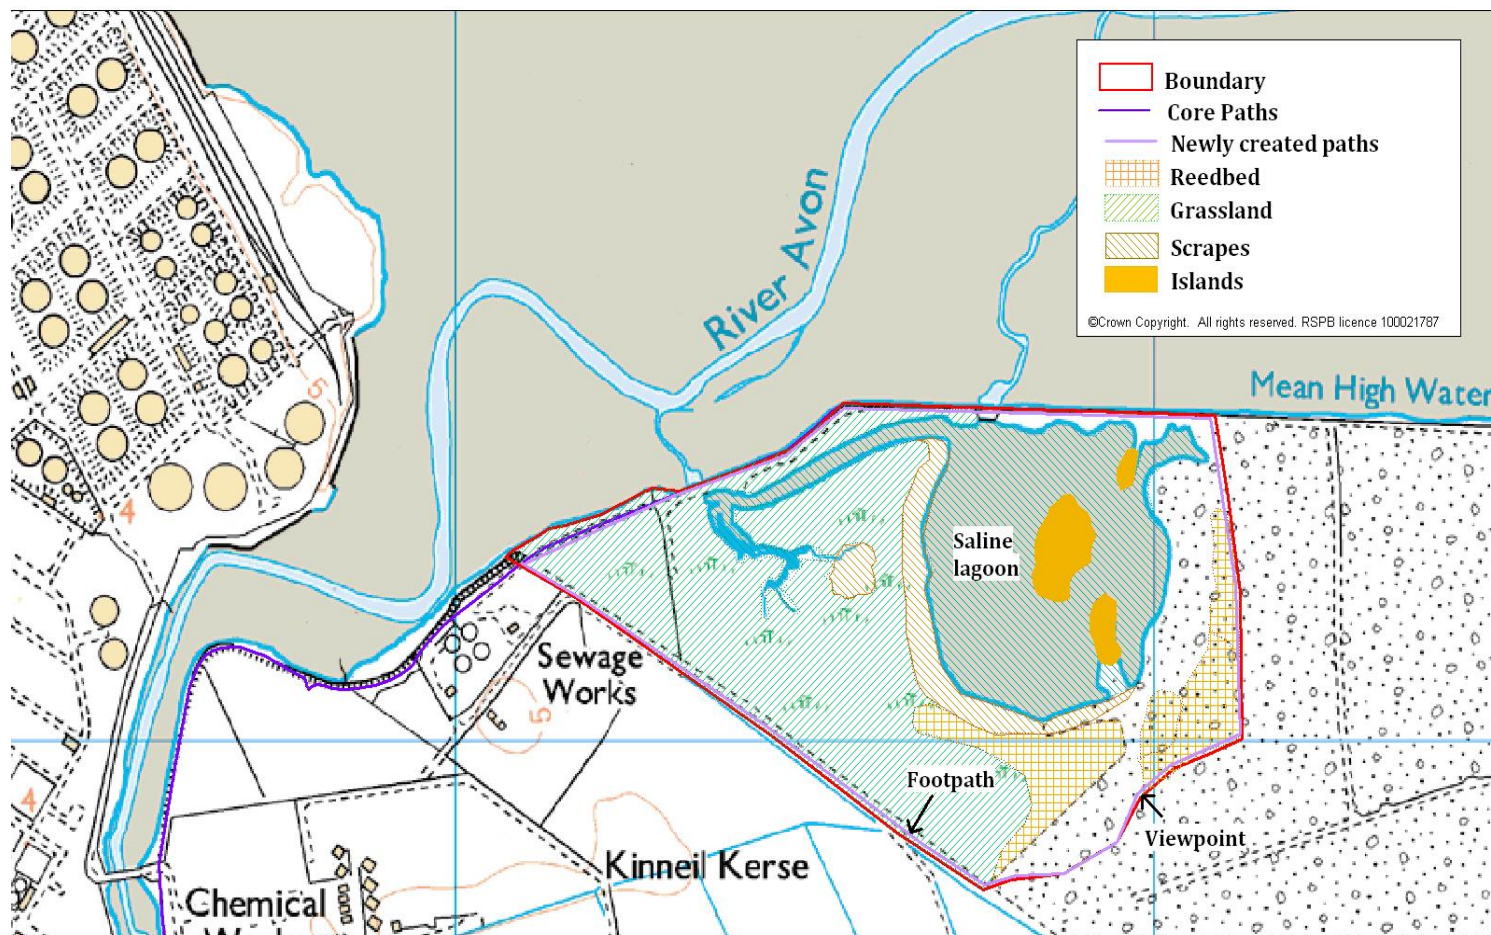 Boundary
Core Paths
Newly created paths
Reedbed
Grassland
Scrapes
Islands
©Crown Copyright. All rights reserved. RSPB licence 100021787
River Avon
Mean High Water
5
4
Saline
lagoon
Sewage
Works
5
Footpath
4
Viewpoint
Kinneil Kerse
Chemical